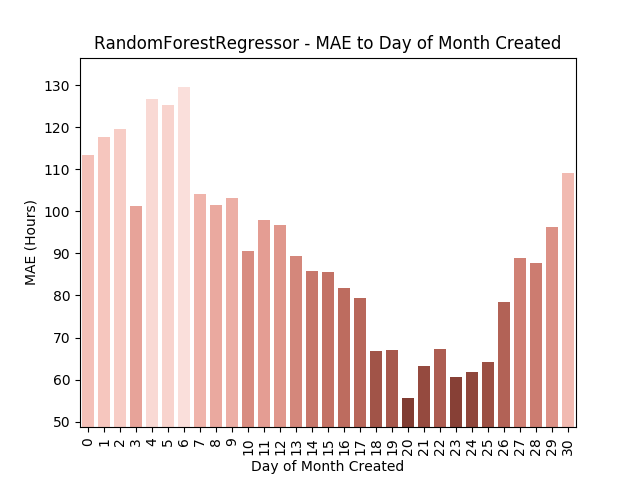 RandomForestRegressor - MAE to Day of Month Created
MAE (Hours)
130
120
110
100
90
80
70
60
50
0 1 2 3 4 5 6 7 8 9 10 11 12 13 14 15 16 17 18 19 20 21 22 23 24 25 26 27 28 29 30
Day of Month Created